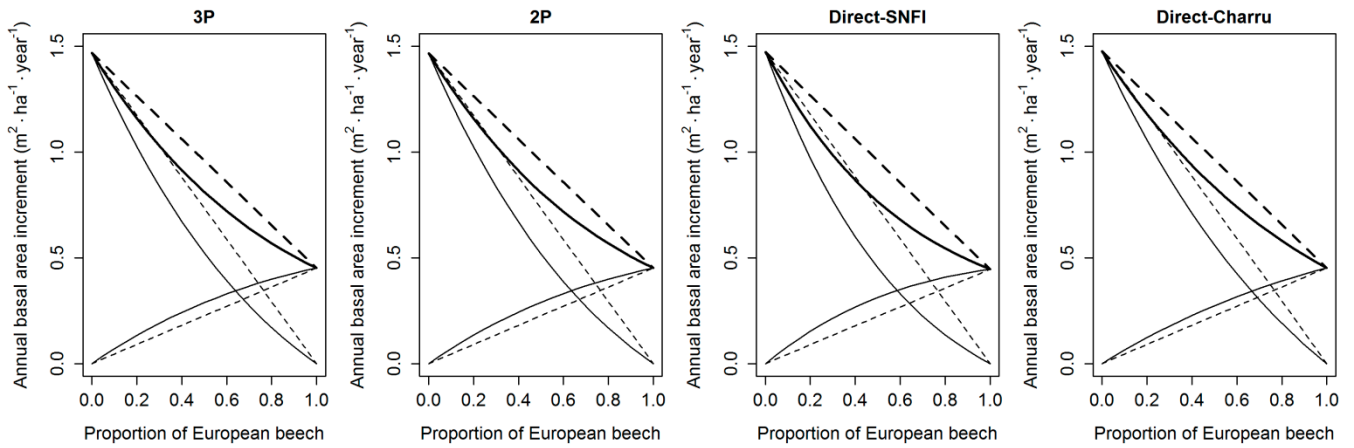 3P
Annual basal area increment (m² · ha⁻¹ · year⁻¹)
1.5
1.0
0.5
0.0
0.0 0.2 0.4 0.6 0.8 1.0
Proportion of European beech
2P
Annual basal area increment (m² · ha⁻¹ · year⁻¹)
1.5
1.0
0.5
0.0
0.0 0.2 0.4 0.6 0.8 1.0
Proportion of European beech
Direct-SNFI
Annual basal area increment (m² · ha⁻¹ · year⁻¹)
1.5
1.0
0.5
0.0
0.0 0.2 0.4 0.6 0.8 1.0
Proportion of European beech
Direct-Charru
Annual basal area increment (m² · ha⁻¹ · year⁻¹)
1.5
1.0
0.5
0.0
0.0 0.2 0.4 0.6 0.8 1.0
Proportion of European beech